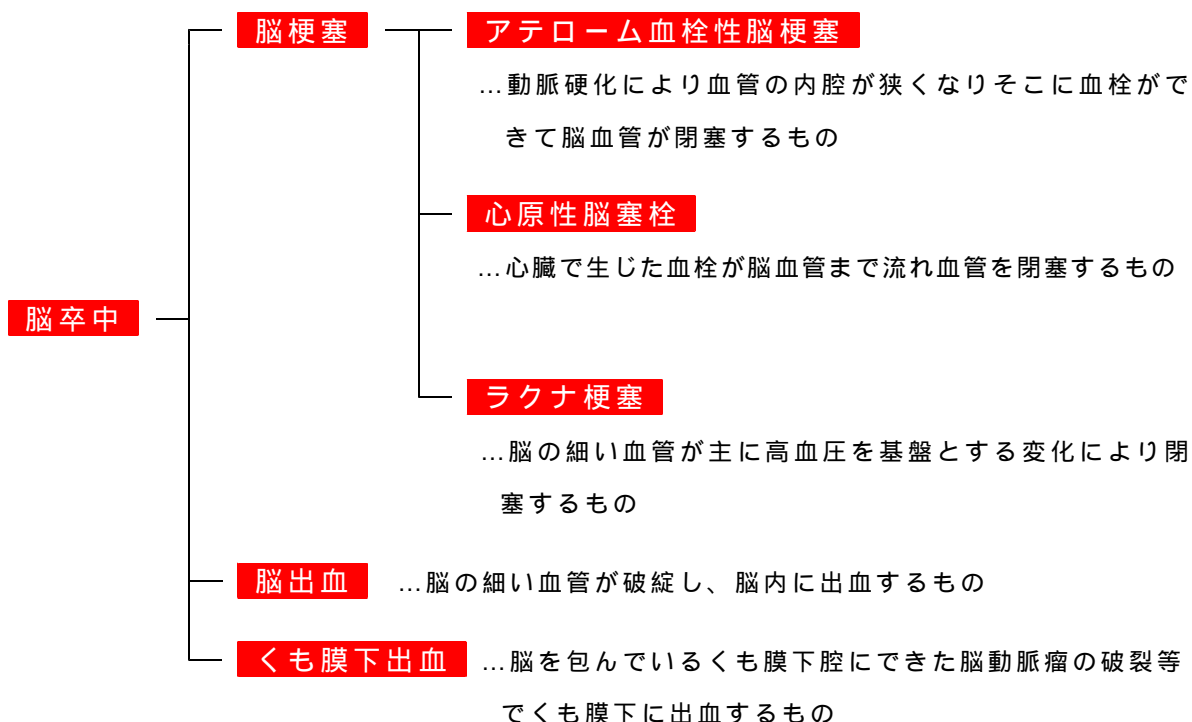 脳梗塞 アテローム血栓性脳梗塞
…動脈硬化により血管の内腔が狭くなりそこに血栓がで
きて脳血管が閉塞するもの
心原性脳塞栓
…心臓で生じた血栓が脳血管まで流れ血管を閉塞するもの
脳卒中
ラクナ梗塞
…脳の細い血管が主に高血圧を基盤とする変化により閉
塞するもの
脳出血 …脳の細い血管が破綻し、脳内に出血するもの
くも膜下出血 …脳を包んでいるくも膜下腔にできた脳動脈瘤の破裂等
でくも膜下に出血するもの